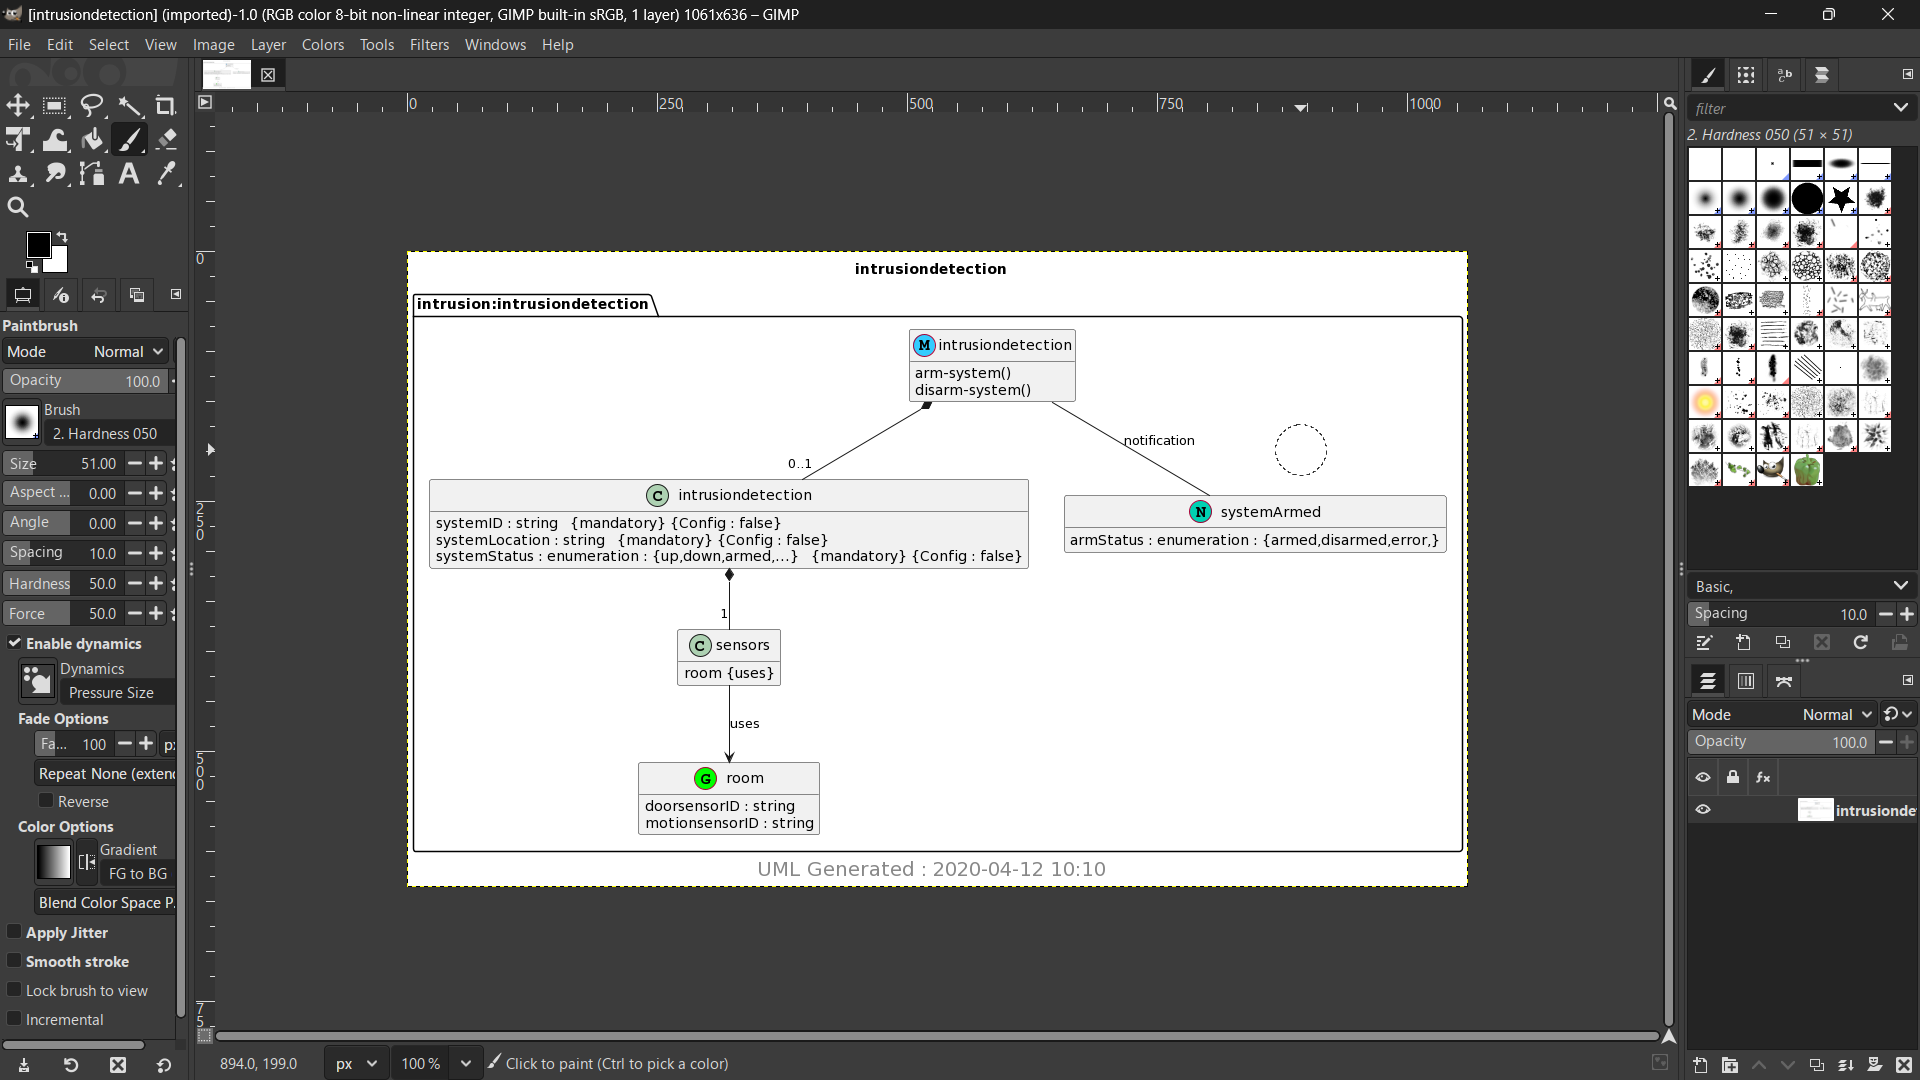 [intrusiondetection] (imported)-1.0 (RGB color 8-bit non-linear integer, GIMP built-in sRGB, 1 layer) 1061x636 – GIMP
File Edit Select View Image Layer Colors Tools Filters Windows Help
0 250 500 750 1000
0
250
500
75
Paintbrush
Mode Normal
Opacity 100.0
Brush
2. Hardness 050
Size 51.00
Aspect ... 0.00
Angle 0.00
Spacing 10.0
Hardness 50.0
Force 50.0
Enable dynamics
Dynamics
Pressure Size
Fade Options
Fa... 100 px
Repeat None (extend
Reverse
Color Options
Gradient
FG to BG
Blend Color Space P.
Apply Jitter
Smooth stroke
Lock brush to view
Incremental
intrusiondetection
intrusion:intrusiondetection
M intrusiondetection
arm-system()
disarm-system()
notification
0..1
C intrusiondetection
systemID : string {mandatory} {Config : false}
systemLocation : string {mandatory} {Config : false}
systemStatus : enumeration : {up,down,armed,...} {mandatory} {Config : false}
N systemArmed
armStatus : enumeration : {armed,disarmed,error,}
1
C sensors
room {uses}
uses
G room
doorsensorID : string
motionsensorID : string
UML Generated : 2020-04-12 10:10
894.0, 199.0 px 100 % Click to paint (Ctrl to pick a color)
filter
2. Hardness 050 (51 × 51)
Basic,
Spacing 10.0
Mode Normal
Opacity 100.0
fx
intrusionde